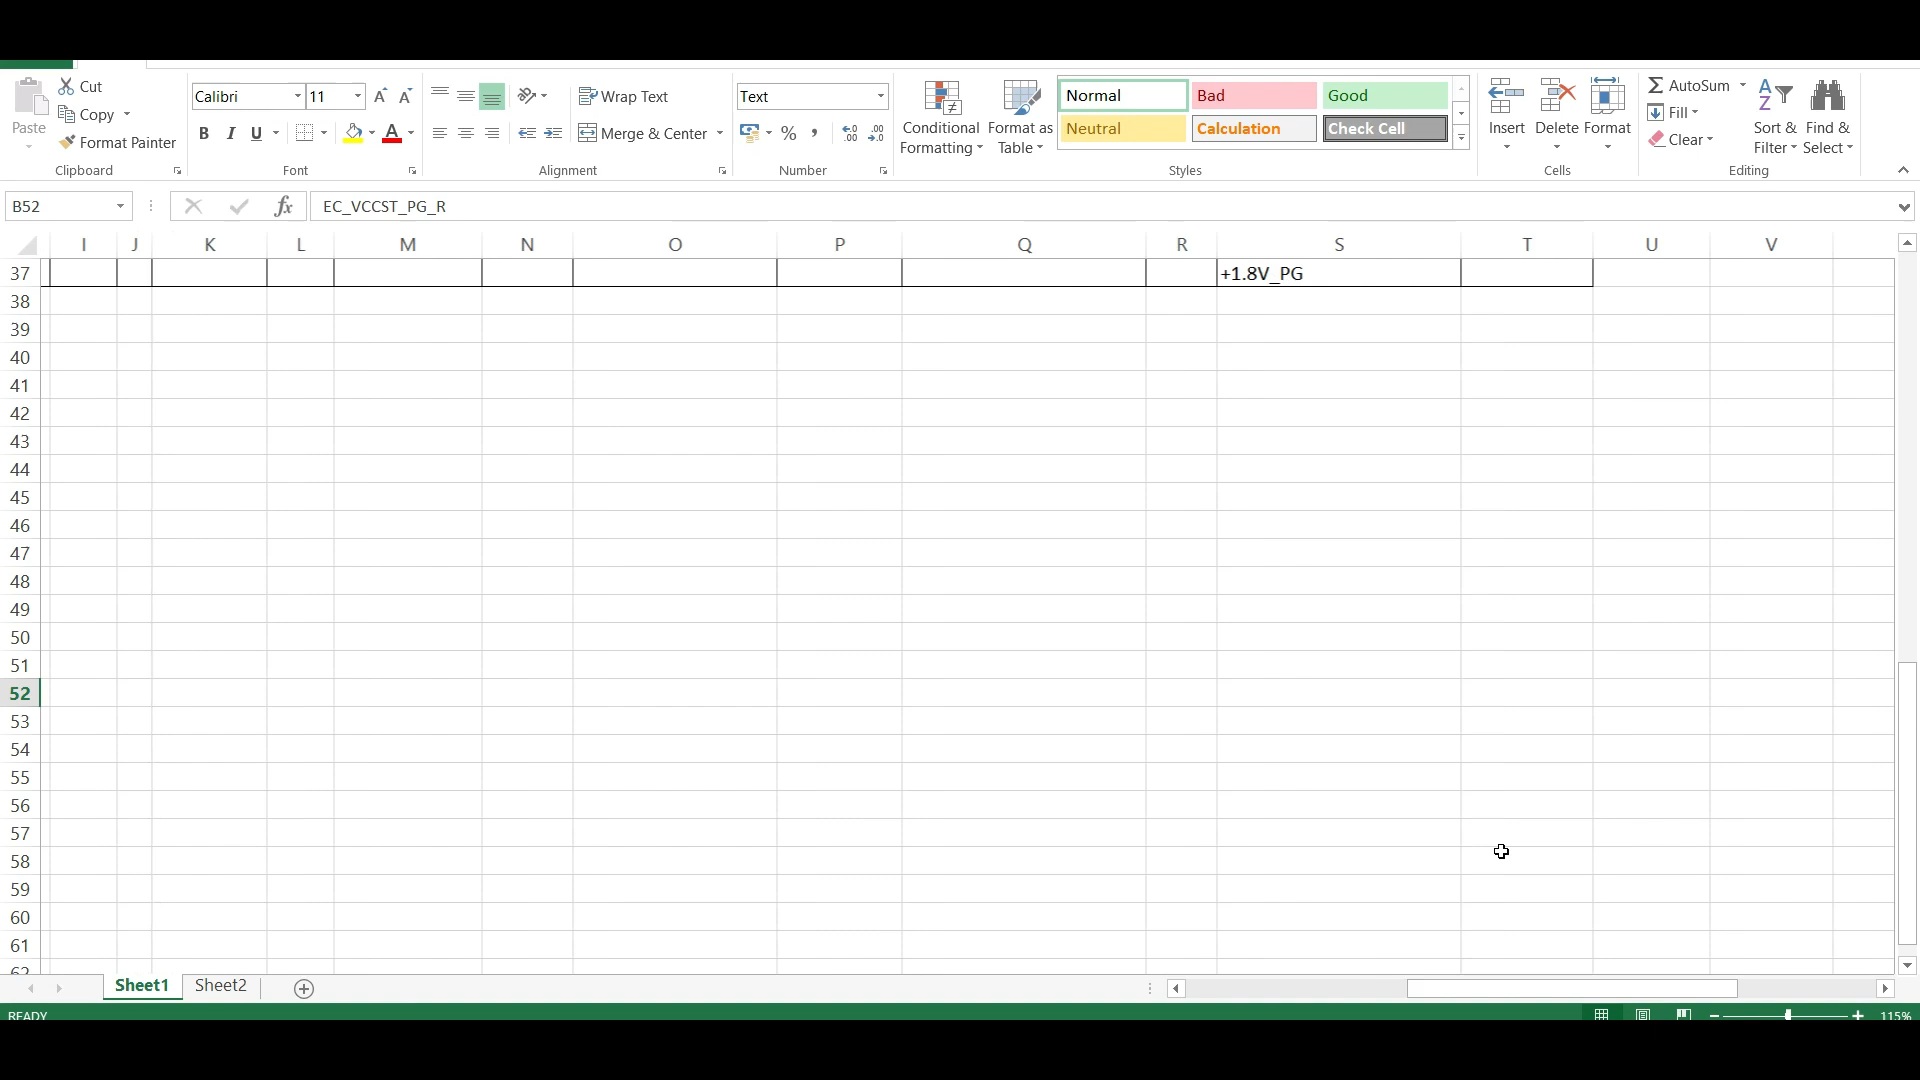 Cut
Copy
Format Painter
Paste
Clipboard
Calibri 11
B I U
Font
Wrap Text
Merge & Center
Alignment
Text
% ,
Number
Conditional Formatting
Format as Table
Normal Bad Good
Neutral Calculation Check Cell
Styles
Insert Delete Format
Cells
AutoSum
Fill
Clear
Sort & Filter
Find & Select
Editing
B52 fx EC_VCCST_PG_R
I J K L M N O P Q R S T U V
37 +1.8V_PG
38
39
40
41
42
43
44
45
46
47
48
49
50
51
52
53
54
55
56
57
58
59
60
61
62
Sheet1 Sheet2
READY 115%